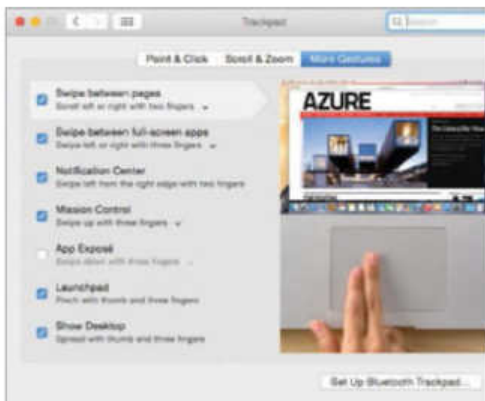 Trackpad
Search
Point & Click Scroll & Zoom More Gestures
Swipe between pages
Scroll left or right with two fingers
Swipe between full-screen apps
Swipe left or right with three fingers
Notification Center
Swipe left from the right edge with two fingers
Mission Control
Swipe up with three fingers
App Exposé
Swipe down with three fingers
Launchpad
Pinch with thumb and three fingers
Show Desktop
Spread with thumb and three fingers
AZURE
Set Up Bluetooth Trackpad...